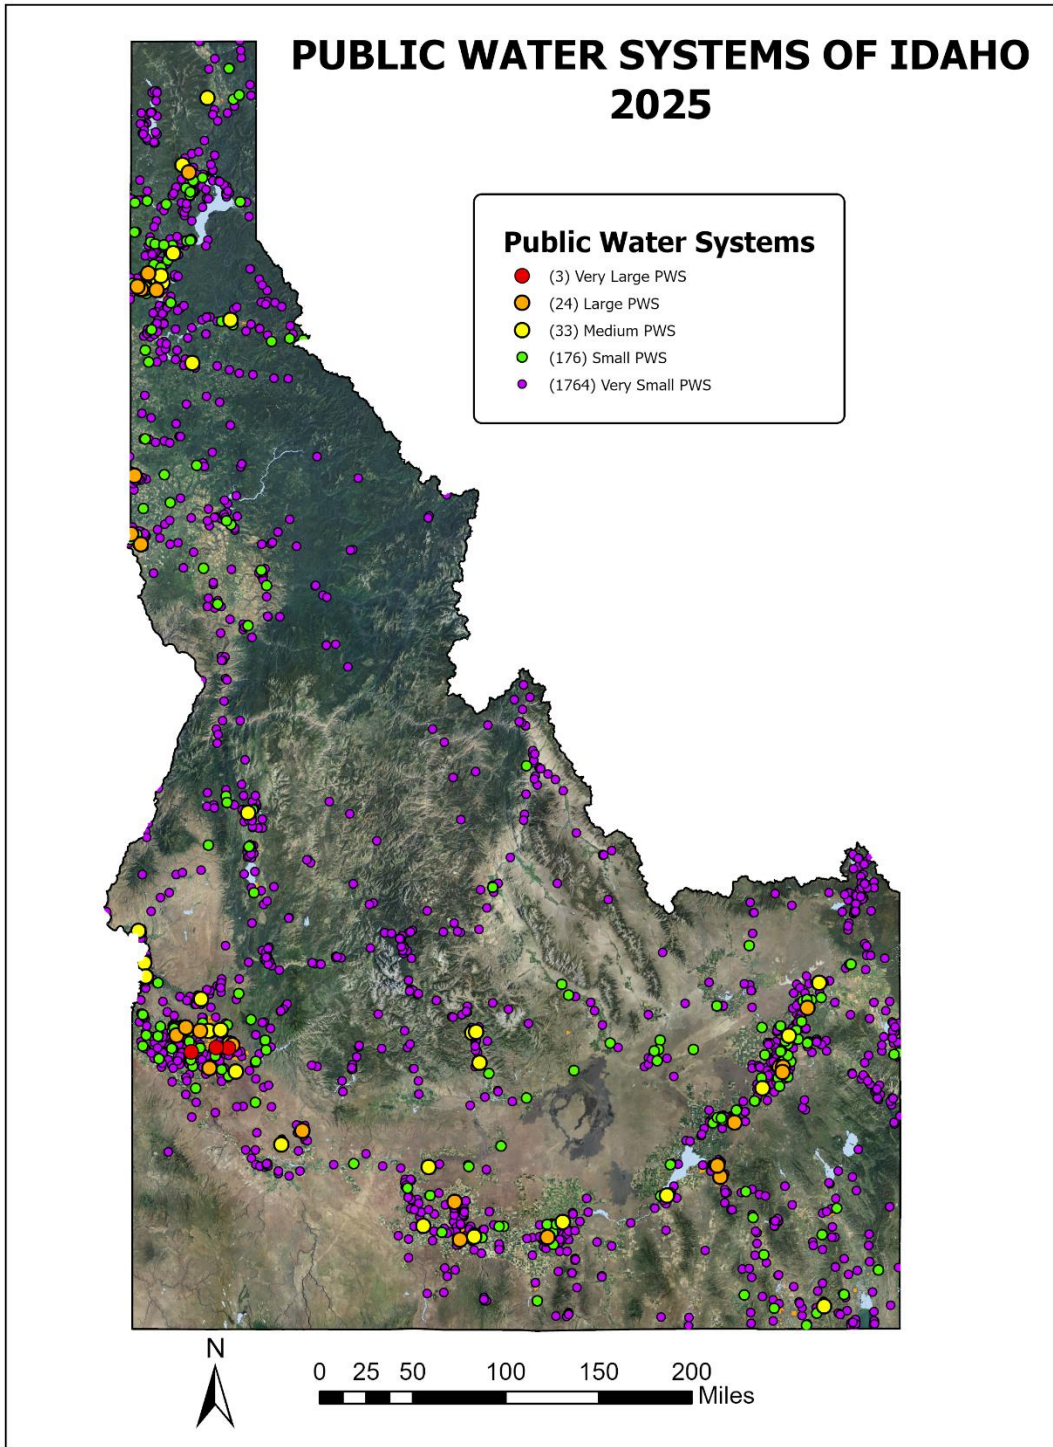 PUBLIC WATER SYSTEMS OF IDAHO
2025
Public Water Systems
(3) Very Large PWS
(24) Large PWS
(33) Medium PWS
(176) Small PWS
(1764) Very Small PWS
N
0 25 50 100 150 200
Miles